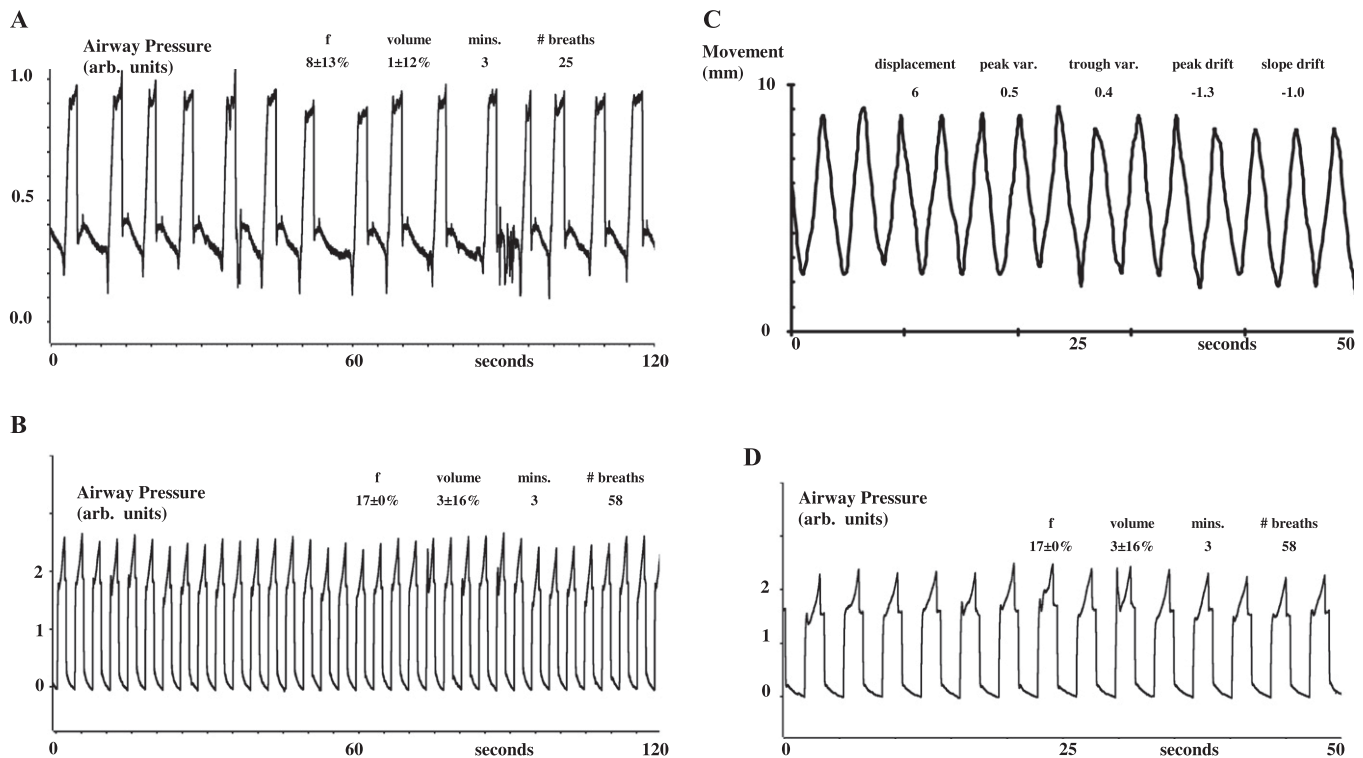 A
Airway Pressure
(arb. units)
f volume mins. # breaths
8±13% 1±12% 3 25
1.0
0.5
0.0
0 60 seconds 120
B
Airway Pressure
(arb. units)
f volume mins. # breaths
17±0% 3±16% 3 58
2
1
0
0 60 seconds 120
C
Movement
(mm)
displacement peak var. trough var. peak drift slope drift
6 0.5 0.4 -1.3 -1.0
10
0
0 25 seconds 50
D
Airway Pressure
(arb. units)
f volume mins. # breaths
17±0% 3±16% 3 58
2
1
0
0 25 seconds 50